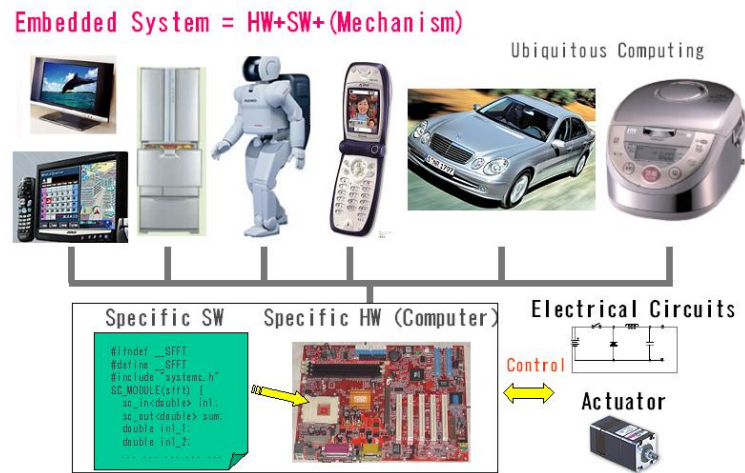 Embedded System = HW+SW+(Mechanism)
Ubiquitous Computing
Specific SW
Specific HW (Computer)
#ifndef __SFFT
#define __SFFT
#include "systemc.h"
SC_MODULE(sfft) {
sc_in<double> in1;
sc_out<double> sum;
double in1_1;
double in1_2;
... ... ... ... ...
Control
Electrical Circuits
Actuator